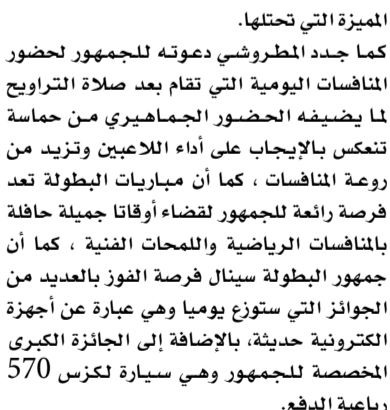 المميزة التي تحتلها.
كما جدد المطروشي دعوته للجمهور لحضور
المنافسات اليومية التي تقام بعد صلاة التراويح
لما يضيفه الحضور الجماهيري من حماسة
تنعكس بالإيجاب على أداء اللاعبين وتزيد من
روعة المنافسات ، كما أن مباريات البطولة تعد
فرصة رائعة للجمهور لقضاء أوقاتا جميلة حافلة
بالمنافسات الرياضية واللمحات الفنية ، كما أن
جمهور البطولة سينال فرصة الفوز بالعديد من
الجوائز التي ستوزع يوميا وهي عبارة عن أجهزة
الكترونية حديثة، بالإضافة إلى الجائزة الكبرى
المخصصة للجمهور وهي سيارة لكزس 570
رباعية الدفع.